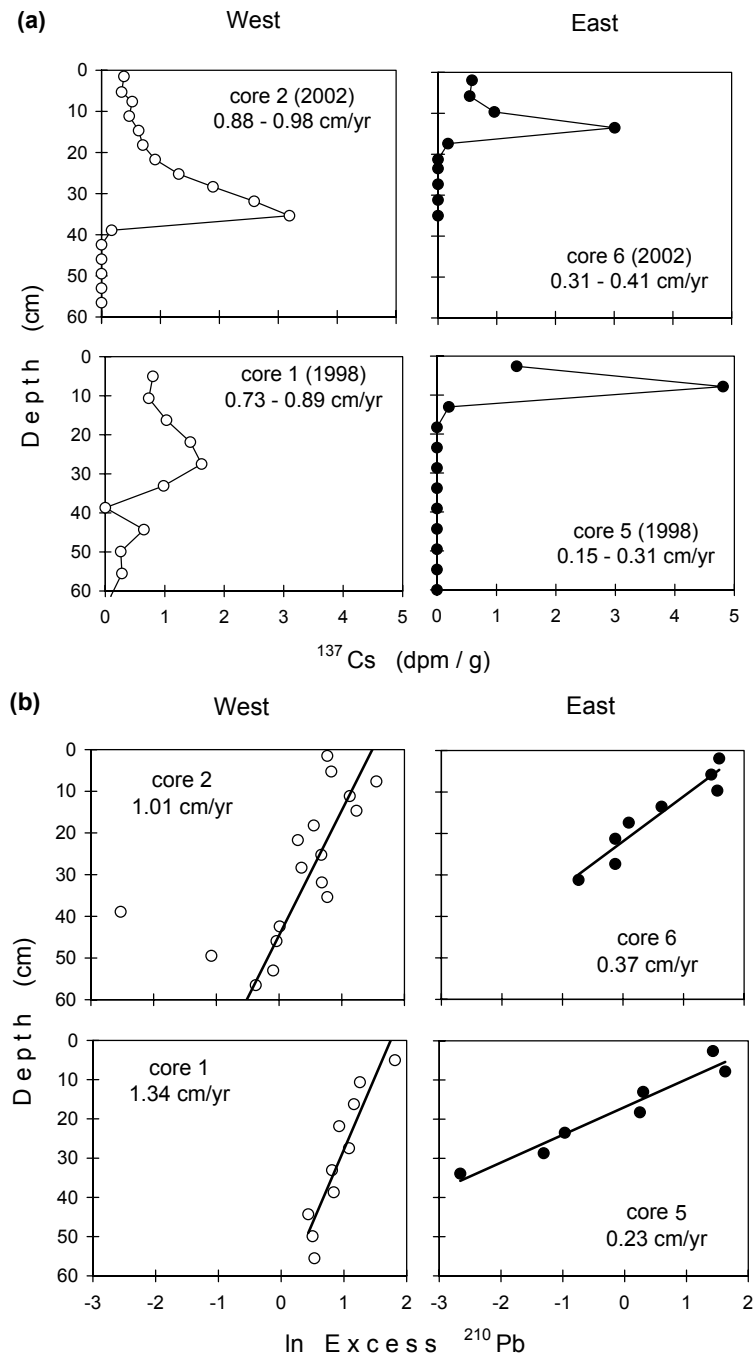 (a)
West
East
0
10
20
30
40
50
60
core 2 (2002)
0.88 - 0.98 cm/yr
core 6 (2002)
0.31 - 0.41 cm/yr
Depth (cm)
0
10
20
30
40
50
60
core 1 (1998)
0.73 - 0.89 cm/yr
core 5 (1998)
0.15 - 0.31 cm/yr
0 1 2 3 4 5
0 1 2 3 4 5
137Cs (dpm / g)
(b)
West
East
0
10
20
30
40
50
60
core 2
1.01 cm/yr
core 6
0.37 cm/yr
Depth (cm)
0
10
20
30
40
50
60
core 1
1.34 cm/yr
core 5
0.23 cm/yr
-3 -2 -1 0 1 2
-3 -2 -1 0 1 2
ln Excess 210Pb